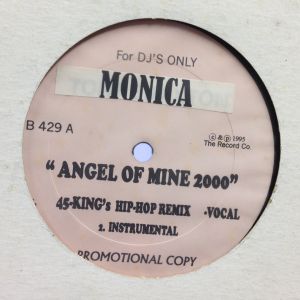 For DJ'S ONLY
MONICA
B 429 A
© & ℗ 1995
The Record Co.
“ ANGEL OF MINE 2000”
45-KING's HIP-HOP REMIX -VOCAL
2. INSTRUMENTAL
PROMOTIONAL COPY